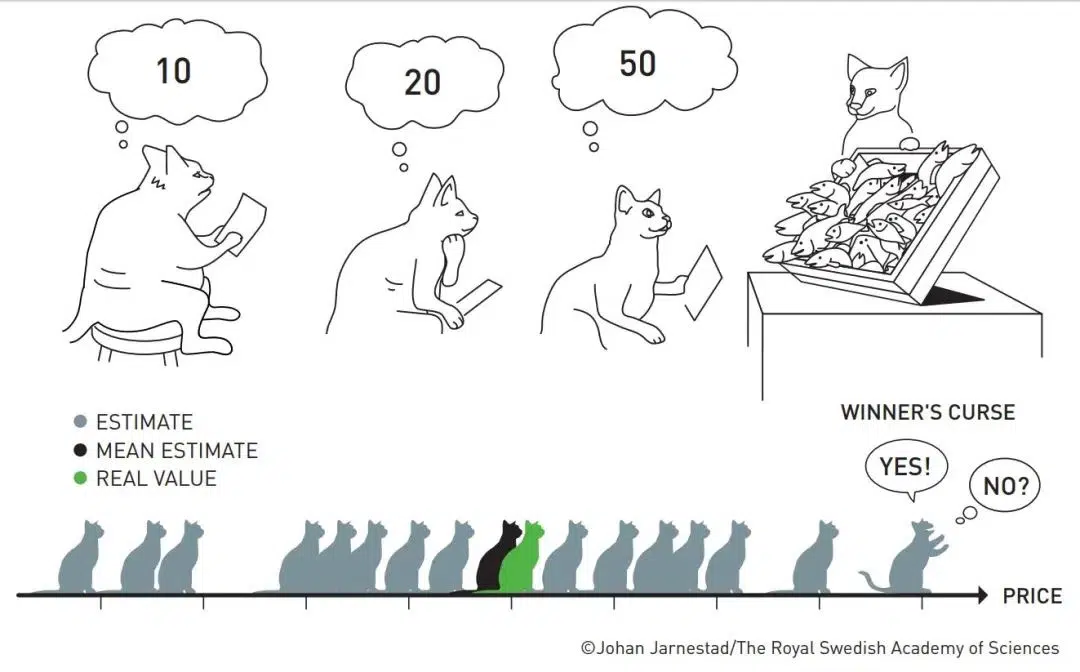 10
20
50
ESTIMATE
MEAN ESTIMATE
REAL VALUE
WINNER'S CURSE
YES!
NO?
PRICE
©Johan Jarnestad/The Royal Swedish Academy of Sciences